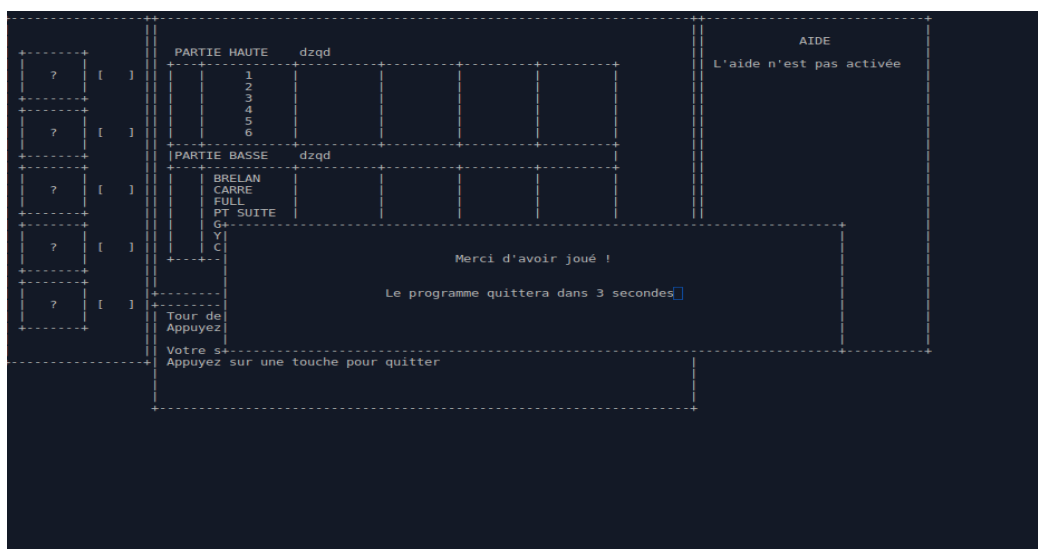 AIDE
PARTIE HAUTE dzqd
L'aide n'est pas activée
? [ ] 1
2
3
4
5
? [ ] 6
PARTIE BASSE dzqd
BRELAN
? [ ] CARRE
FULL
PT SUITE
G
Y
? [ ] C
Merci d'avoir joué !
Le programme quittera dans 3 secondes
? [ ]
Tour de
Appuyez
Votre s
Appuyez sur une touche pour quitter